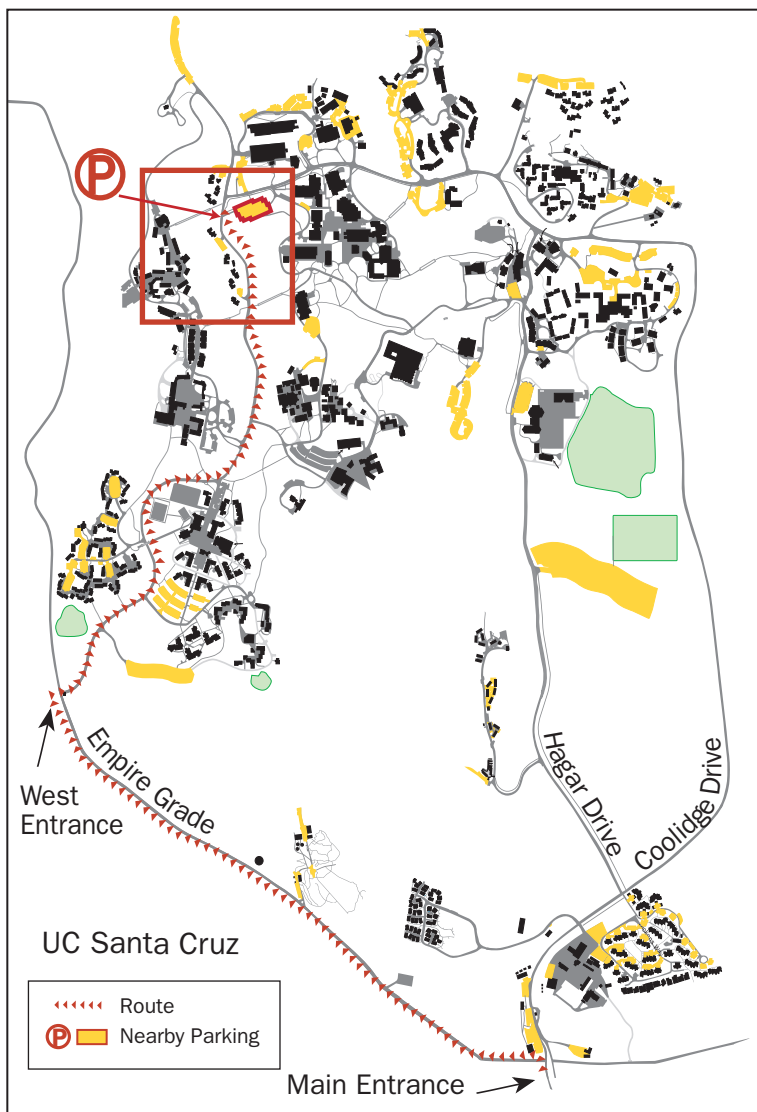 P
Empire Grade
West
Entrance
Hagar Drive
Coolidge Drive
UC Santa Cruz
Route
P Nearby Parking
Main Entrance